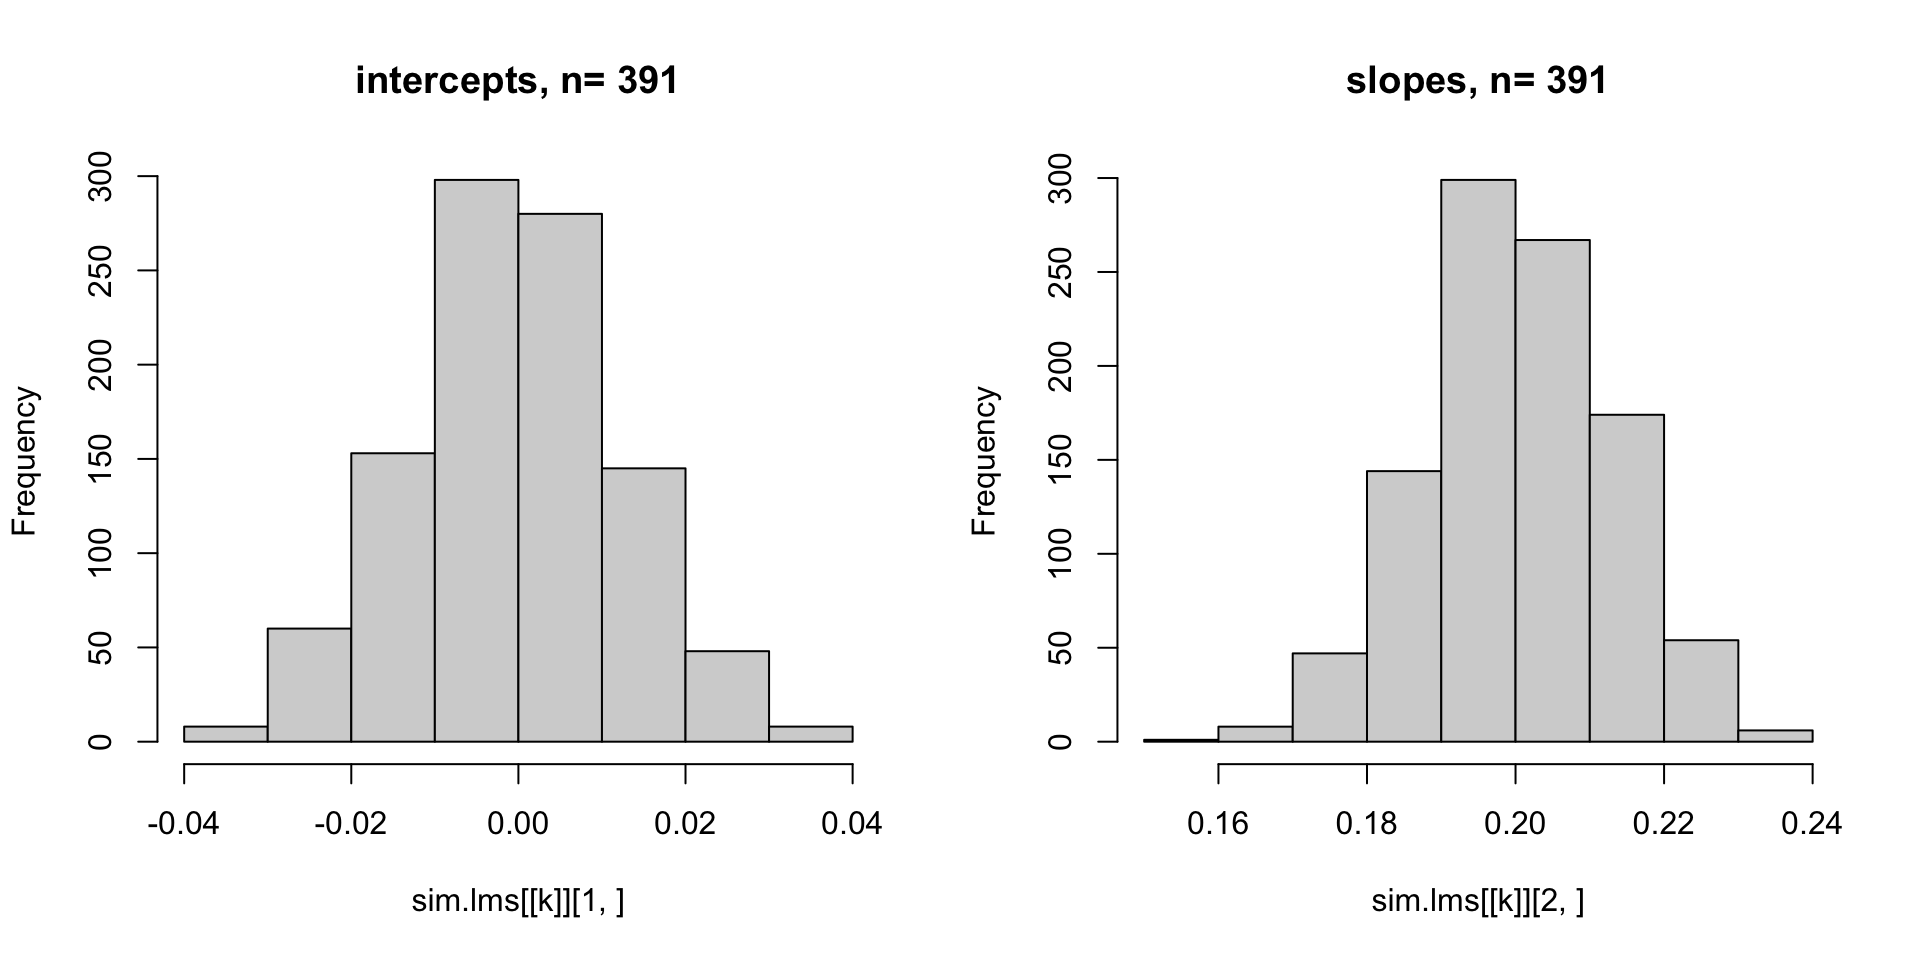 intercepts, n= 391
Frequency
300
250
200
150
100
50
0
-0.04 -0.02 0.00 0.02 0.04
sim.lms[[k]][1, ]
slopes, n= 391
Frequency
300
250
200
150
100
50
0
0.16 0.18 0.20 0.22 0.24
sim.lms[[k]][2, ]